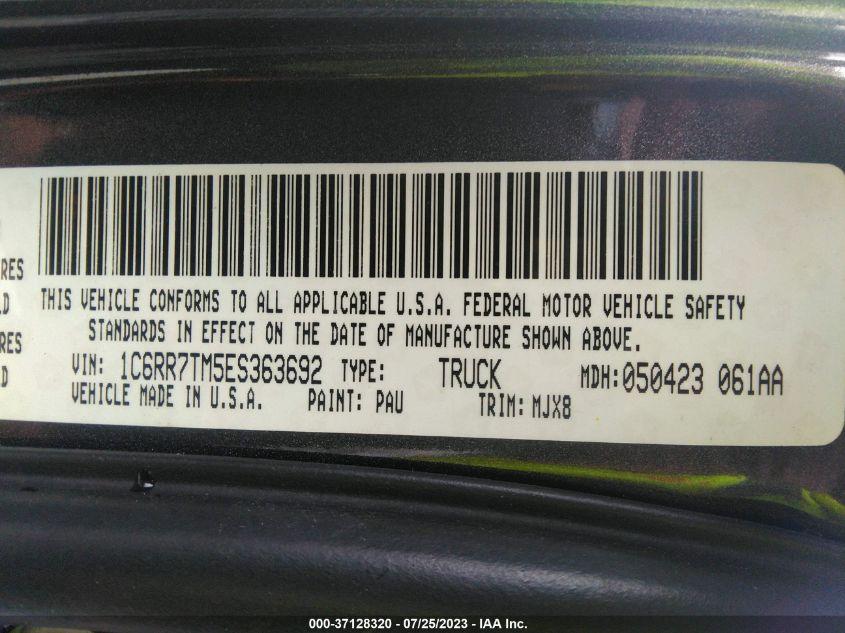 RES
LD
RES
D
THIS VEHICLE CONFORMS TO ALL APPLICABLE U.S.A. FEDERAL MOTOR VEHICLE SAFETY
STANDARDS IN EFFECT ON THE DATE OF MANUFACTURE SHOWN ABOVE.
VIN: 1C6RR7TM5ES363692 TYPE: TRUCK MDH:050423 061AA
VEHICLE MADE IN U.S.A. PAINT: PAU TRIM: MJX8
000-37128320 - 07/25/2023 - IAA Inc.